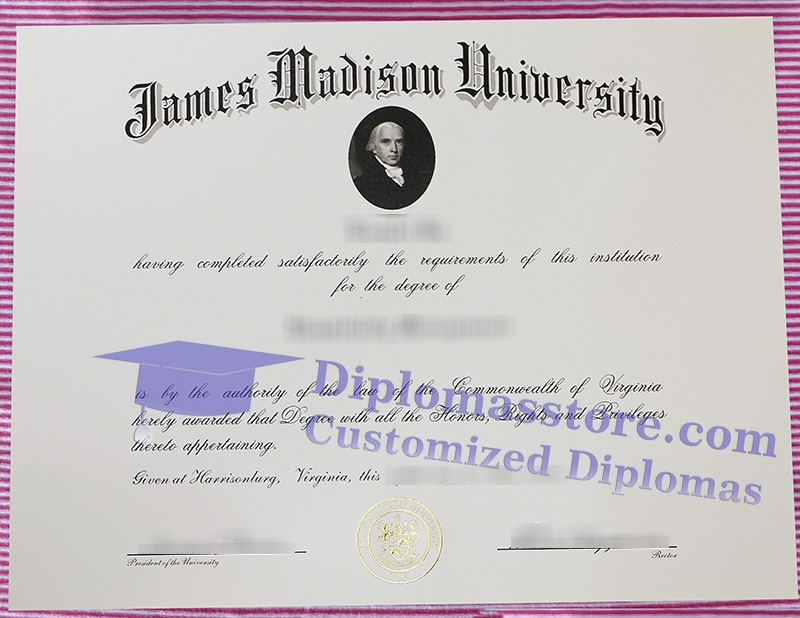 James Madison University
having completed satisfactorily the requirements of this institution
for the degree of
is by the authority of the law of the Commonwealth of Virginia
hereby awarded that Degree with all the Honors, Rights and Privileges
thereto appertaining.
Diplomasstore.com
Customized Diplomas
Given at Harrisonburg, Virginia, this
President of the University
Rector